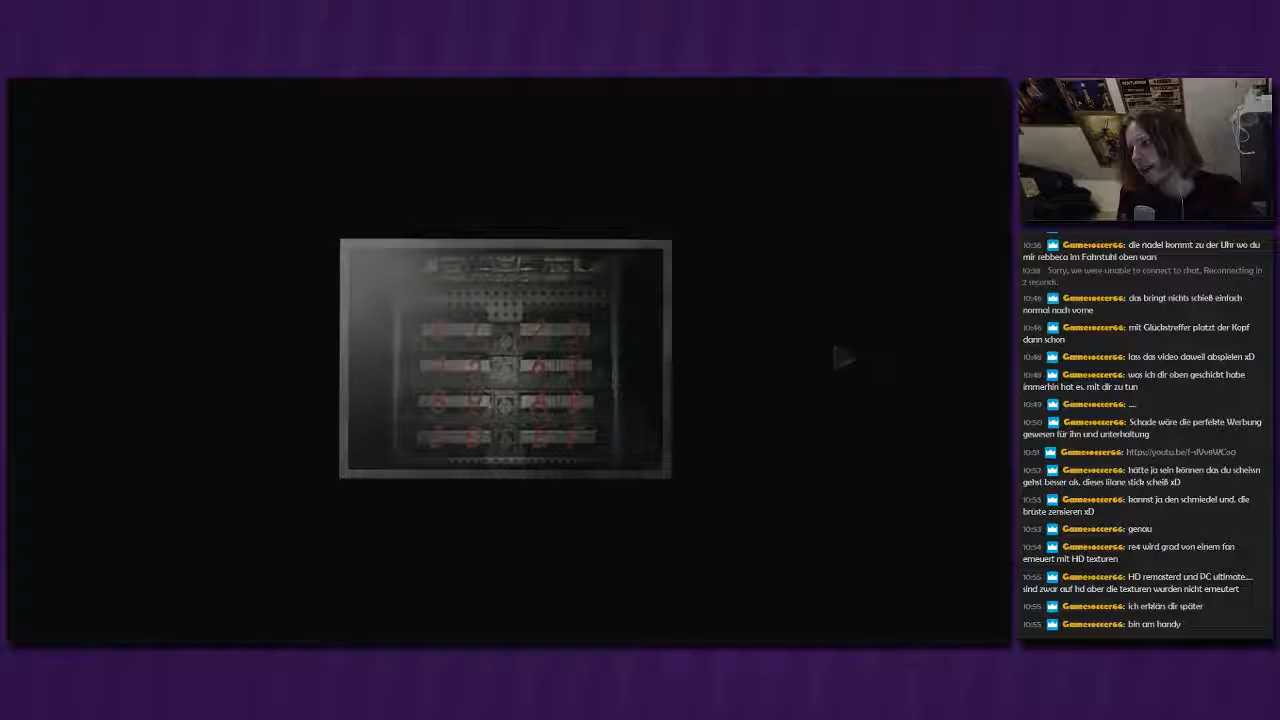 10:36 Gamesoccer66: die nadel kommt zu der Uhr wo du
mir rebbeca im Fahrstuhl oben wars
10:38 Sorry, we were unable to connect to chat. Reconnecting in
2 seconds.
10:46 Gamesoccer66: das bringt nichts schieß einfach
normal nach vorne
10:46 Gamesoccer66: mit Glückstreffer platzt der Kopf
dann schon
10:48 Gamesoccer66: lass das video daweil abspielen xD
10:48 Gamesoccer66: was ich dir oben geschickt habe
immerhin hat es, mit dir zu tun
10:49 Gamesoccer66: ....
10:50 Gamesoccer66: Schade wäre die perfekte Werbung
gewesen für ihn und unterhaltung
10:51 Gamesoccer66:
10:52 Gamesoccer66: hätte ja sein können das du scheissn
gehst besser als, dieses lilane stick scheiß xD
10:53 Gamesoccer66: kannst ja den schmiedel und, die
brüste zensieren xD
10:53 Gamesoccer66: genau
10:54 Gamesoccer66: re4 wird grad von einem fan
erneuert mit HD texturen
10:55 Gamesoccer66: HD remasterd und PC ultimate....
sind zwar auf hd aber die texturen wurden nicht erneutert
10:55 Gamesoccer66: ich erklärs dir später
10:55 Gamesoccer66: bin am handy